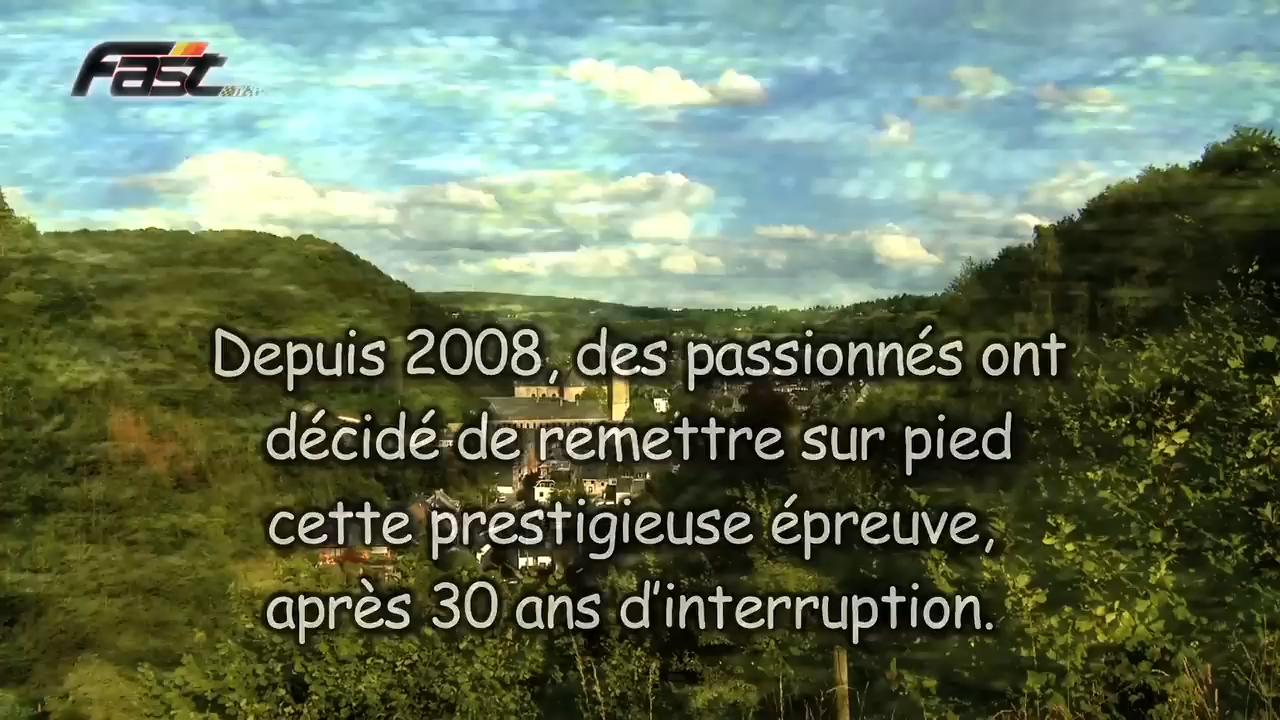 Fast
Depuis 2008, des passionnés ont
décidé de remettre sur pied
cette prestigieuse épreuve,
après 30 ans d'interruption.